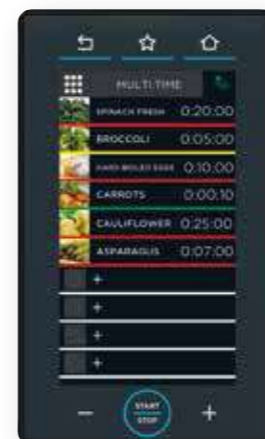 MULTI TIME
SPINACH FRESH 0:20:00
BROCCOLI 0:05:00
HARD BOILED EGGS 0:10:00
CARROTS 0:00:10
CAULIFLOWER 0:25:00
ASPARAGUS 0:07:00
+
+
+
+
− START STOP +